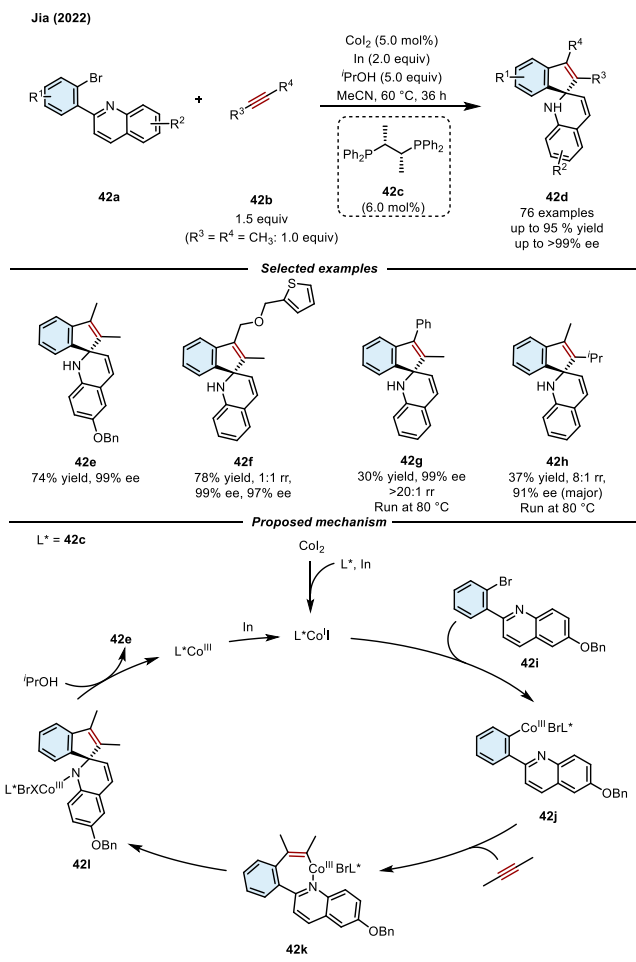 Jia (2022)
R¹
Br
N
R²
42a
+
R³
R⁴
42b
1.5 equiv
(R³ = R⁴ = CH₃: 1.0 equiv)
CoI₂ (5.0 mol%)
In (2.0 equiv)
ⁱPrOH (5.0 equiv)
MeCN, 60 °C, 36 h
Ph₂P
PPh₂
42c
(6.0 mol%)
R⁴
R¹
R³
NH
R²
42d
76 examples
up to 95 % yield
up to >99% ee
Selected examples
HN
OBn
42e
74% yield, 99% ee
S
O
HN
42f
78% yield, 1:1 rr,
99% ee, 97% ee
Ph
HN
42g
30% yield, 99% ee
>20:1 rr
Run at 80 °C
ⁱPr
HN
42h
37% yield, 8:1 rr,
91% ee (major)
Run at 80 °C
Proposed mechanism
L* = 42c
CoI₂
L*, In
L*CoᴵI
Br
N
OBn
42i
CoᴵᴵᴵBrL*
N
OBn
42j
CoᴵᴵᴵBrL*
N
OBn
42k
L*BrXCoᴵᴵᴵ
N
OBn
42l
ⁱPrOH
42e
L*Coᴵᴵᴵ
In